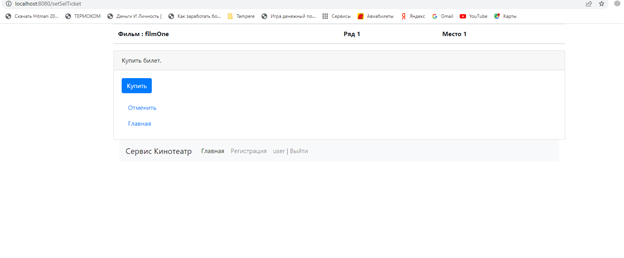 localhost:8080/setSelTicket
Скачать Hitman 20... ТЕРМОКОМ Деньги И! Личность | Как заработать бо... Tampere Игра денежный по... Сервисы Авиабилеты Яндекс Gmail YouTube Карты
Фильм : filmOne Ряд 1 Место 1
Купить билет.
Купить
Отменить
Главная
Сервис Кинотеатр Главная Регистрация user | Выйти